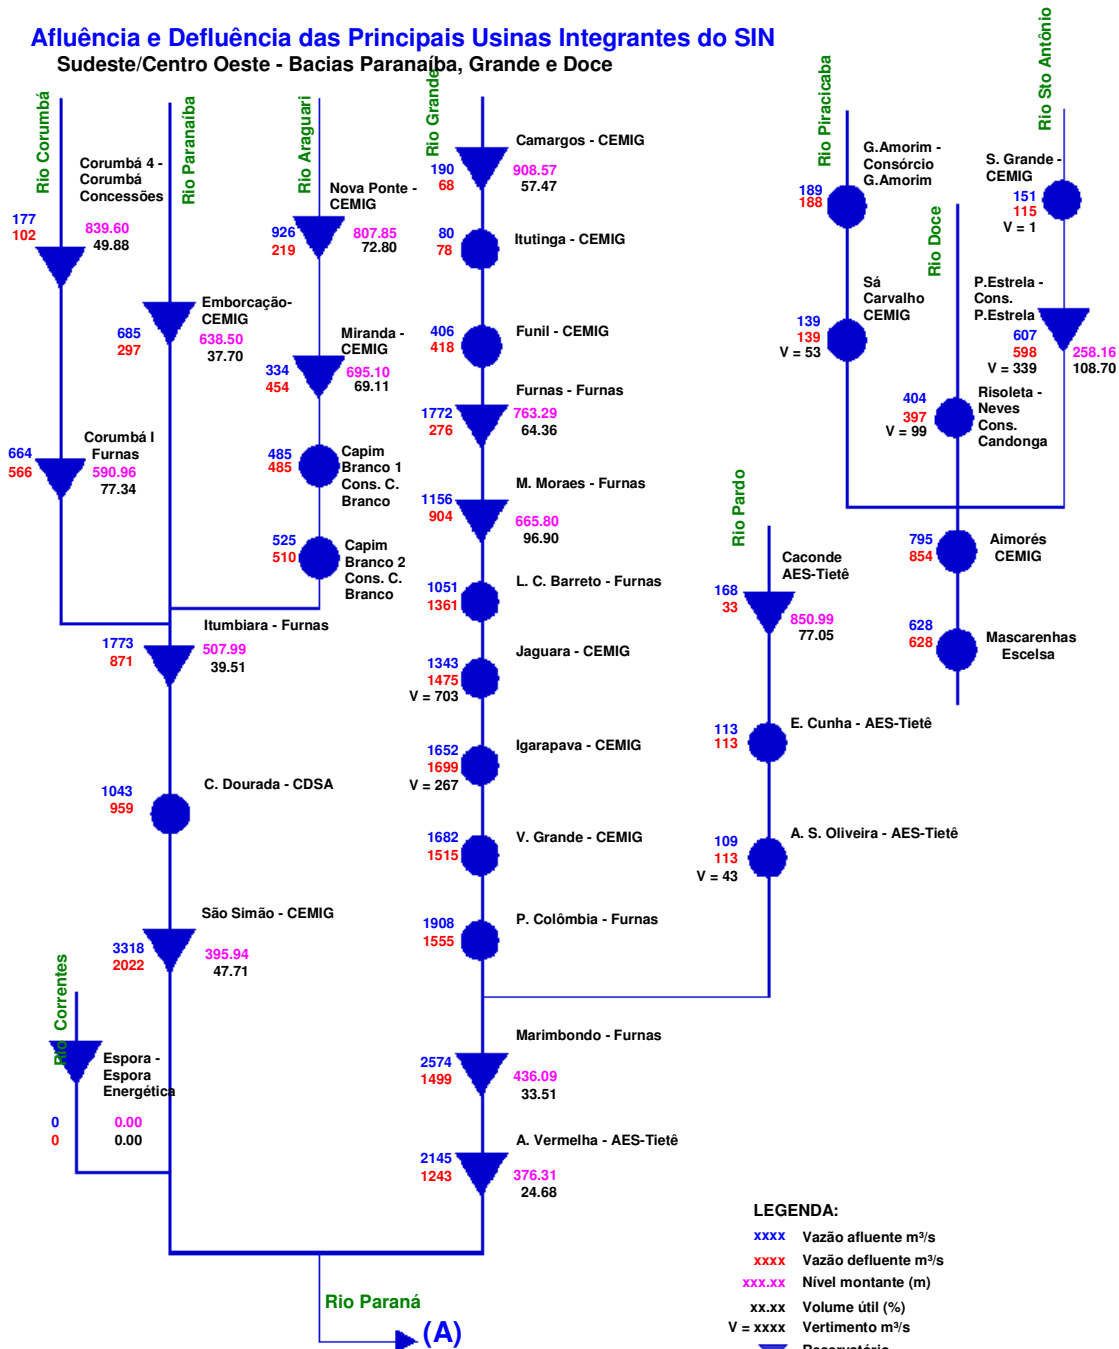 Afluência e Defluência das Principais Usinas Integrantes do SIN
Sudeste/Centro Oeste - Bacias Paranaíba, Grande e Doce
Rio Corumbá
Corumbá 4 -
Corumbá
Concessões
177
102
839.60
49.88
664
566
Corumbá I
Furnas
590.96
77.34
Rio Paranaíba
Emborcação-
CEMIG
685
297
638.50
37.70
Rio Araguari
Nova Ponte -
CEMIG
926
219
807.85
72.80
Miranda -
CEMIG
334
454
695.10
69.11
485
485
Capim
Branco 1
Cons. C.
Branco
525
510
Capim
Branco 2
Cons. C.
Branco
Itumbiara - Furnas
1773
871
507.99
39.51
C. Dourada - CDSA
1043
959
São Simão - CEMIG
3318
2022
395.94
47.71
Rio Correntes
Espora -
Espora
Energética
0
0
0.00
0.00
Rio Grande
Camargos - CEMIG
190
68
908.57
57.47
Itutinga - CEMIG
80
78
Funil - CEMIG
406
418
Furnas - Furnas
1772
276
763.29
64.36
M. Moraes - Furnas
1156
904
665.80
96.90
L. C. Barreto - Furnas
1051
1361
Jaguara - CEMIG
1343
1475
V = 703
Igarapava - CEMIG
1652
1699
V = 267
V. Grande - CEMIG
1682
1515
P. Colômbia - Furnas
1908
1555
Marimbondo - Furnas
2574
1499
436.09
33.51
A. Vermelha - AES-Tietê
2145
1243
376.31
24.68
Rio Pardo
Caconde
AES-Tietê
168
33
850.99
77.05
E. Cunha - AES-Tietê
113
113
A. S. Oliveira - AES-Tietê
109
113
V = 43
Rio Piracicaba
G.Amorim -
Consórcio
G.Amorim
189
188
Sá
Carvalho
CEMIG
139
139
V = 53
Rio Doce
404
397
V = 99
Risoleta -
Neves
Cons.
Candonga
Rio Sto Antônio
S. Grande -
CEMIG
151
115
V = 1
P.Estrela -
Cons.
P.Estrela
607
598
V = 339
258.16
108.70
795
854
Aimorés
CEMIG
628
628
Mascarenhas
Escelsa
Rio Paraná
(A)
LEGENDA:
xxxx Vazão afluente m³/s
xxxx Vazão defluente m³/s
xxx.xx Nível montante (m)
xx.xx Volume útil (%)
V = xxxx Vertimento m³/s
Reservatório